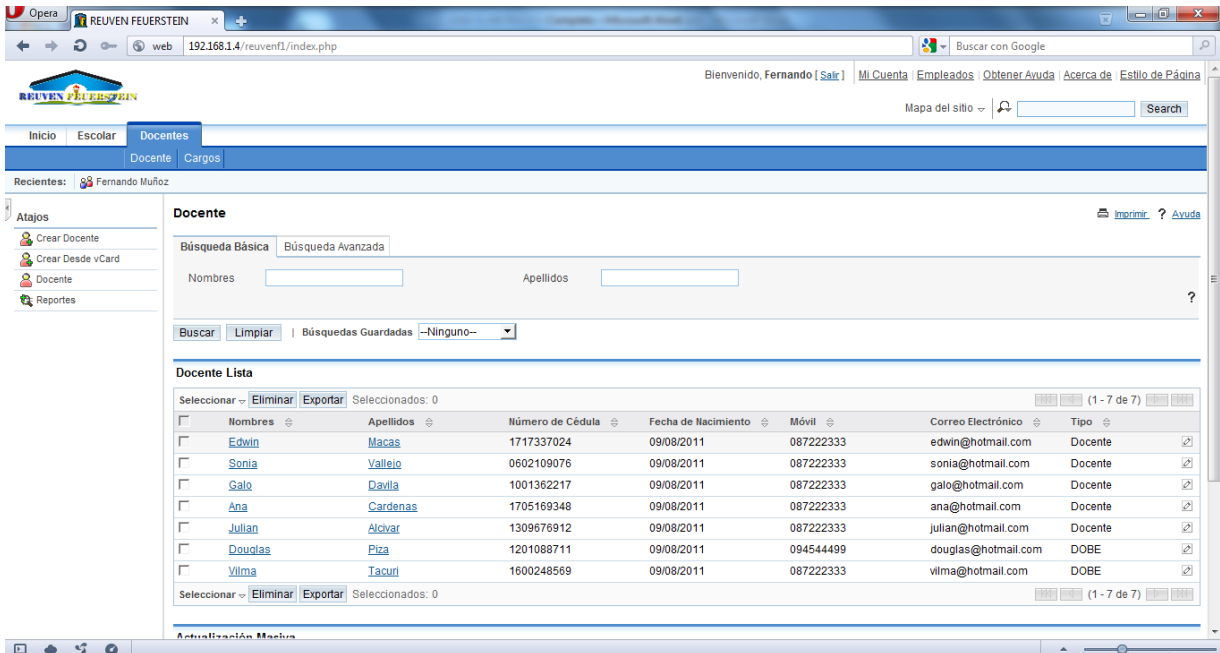 Opera
REUVEN FEUERSTEIN
web 192.168.1.4/reuvenf1/index.php
Buscar con Google
REUVEN FEUERSTEIN
Bienvenido, Fernando [ Salir ] Mi Cuenta | Empleados | Obtener Ayuda | Acerca de | Estilo de Página
Mapa del sitio Search
Inicio Escolar Docentes
Docente Cargos
Recientes: Fernando Muñoz
Atajos
Crear Docente
Crear Desde vCard
Docente
Reportes
Docente
Imprimir ? Ayuda
Búsqueda Básica Búsqueda Avanzada
Nombres Apellidos
?
Buscar Limpiar | Búsquedas Guardadas --Ninguno--
Docente Lista
Seleccionar Eliminar Exportar Seleccionados: 0 (1 - 7 de 7)
Nombres Apellidos Número de Cédula Fecha de Nacimiento Móvil Correo Electrónico Tipo
Edwin Macas 1717337024 09/08/2011 087222333 edwin@hotmail.com Docente
Sonia Vallejo 0602109076 09/08/2011 087222333 sonia@hotmail.com Docente
Galo Davila 1001362217 09/08/2011 087222333 galo@hotmail.com Docente
Ana Cardenas 1705169348 09/08/2011 087222333 ana@hotmail.com Docente
Julian Alcivar 1309676912 09/08/2011 087222333 julian@hotmail.com Docente
Douglas Piza 1201088711 09/08/2011 094544499 douglas@hotmail.com DOBE
Vilma Tacuri 1600248569 09/08/2011 087222333 vilma@hotmail.com DOBE
Seleccionar Eliminar Exportar Seleccionados: 0 (1 - 7 de 7)
Actualización Masiva